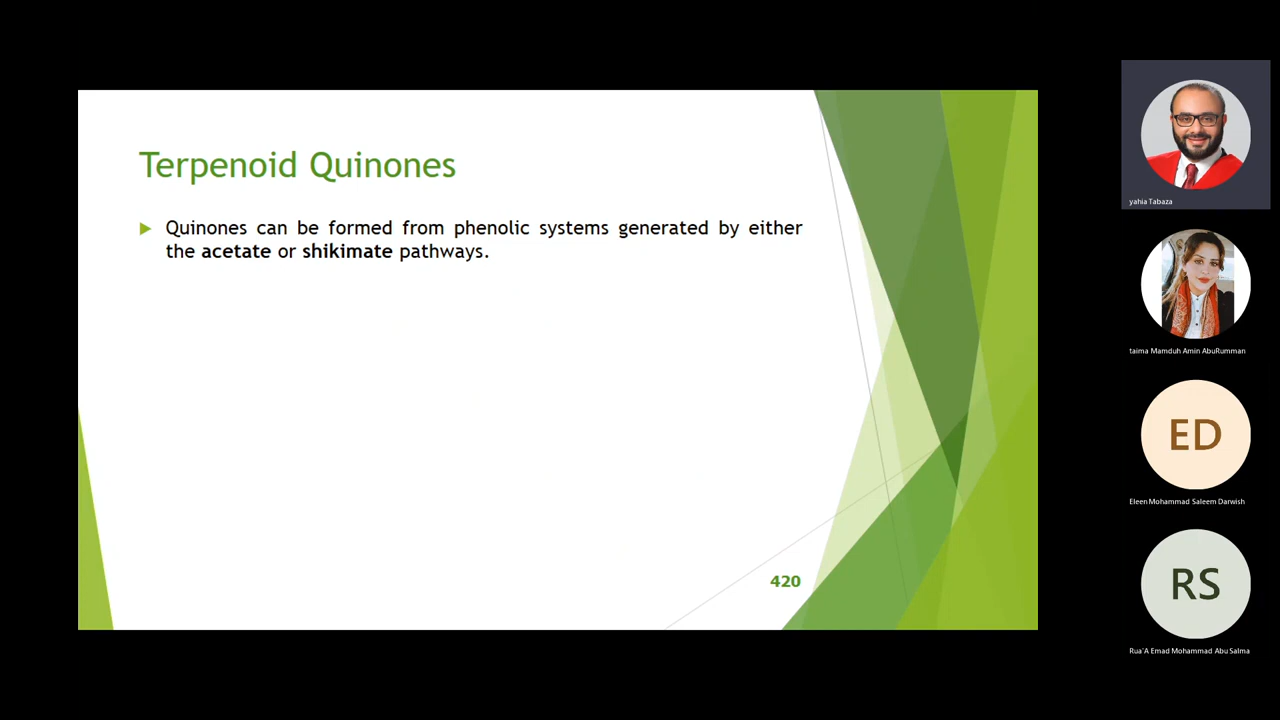 Terpenoid Quinones
Quinones can be formed from phenolic systems generated by either
the acetate or shikimate pathways.
420
yahia Tabaza
taima Mamduh Amin AbuRumman
ED
Eleen Mohammad Saleem Darwish
RS
Rua'A Emad Mohammad Abu Salma